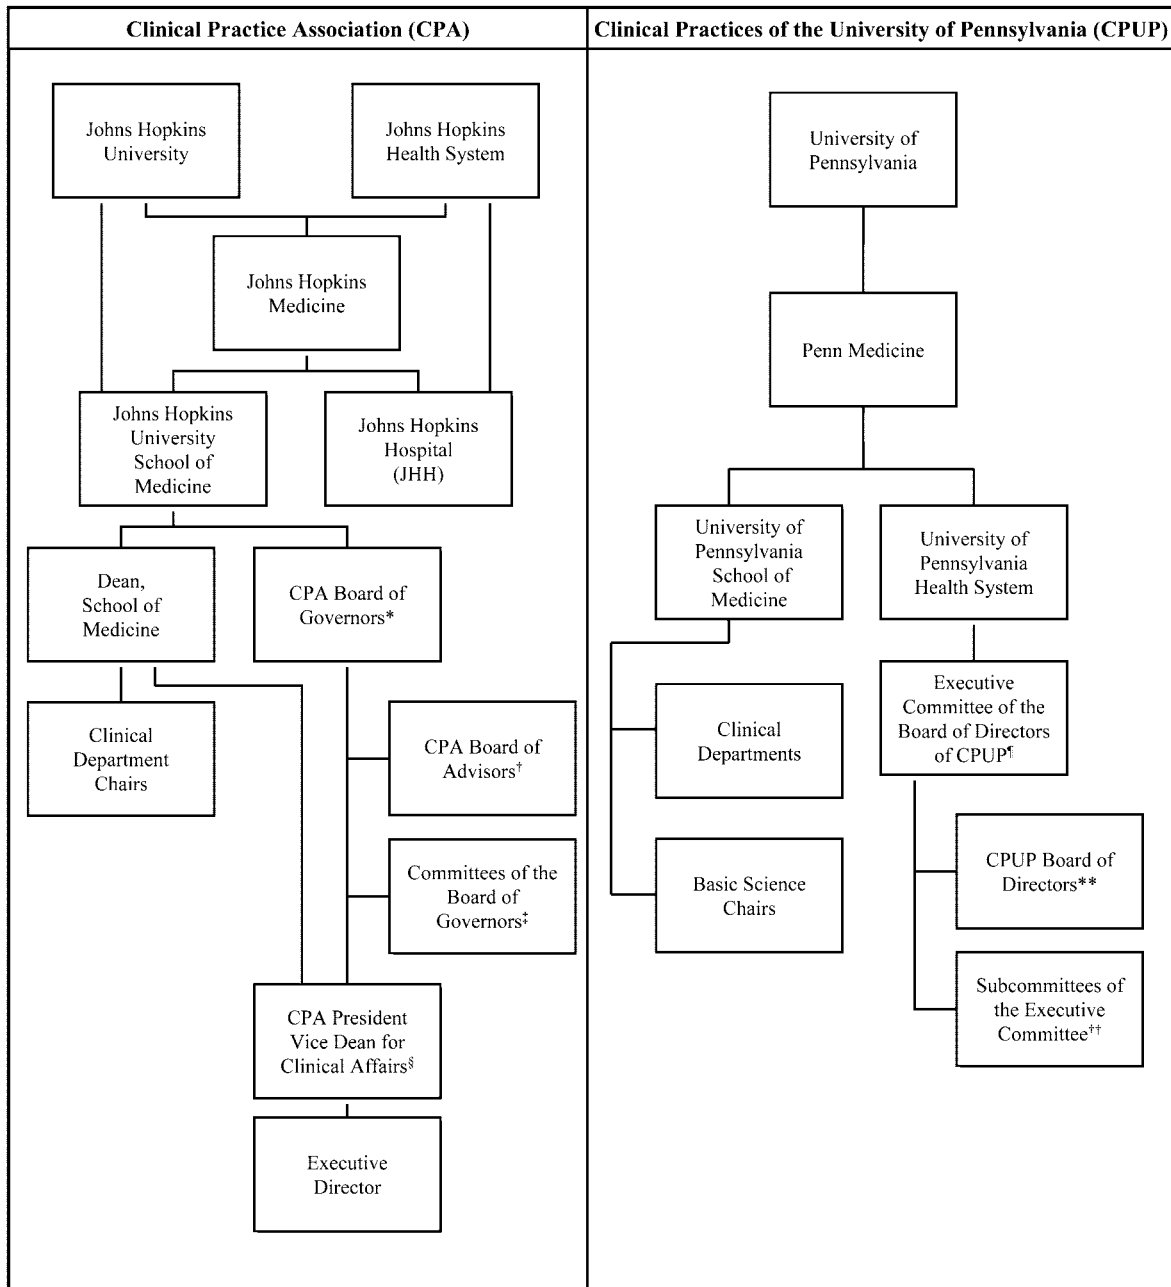 Clinical Practice Association (CPA)
Johns Hopkins
University
Johns Hopkins
Health System
Johns Hopkins
Medicine
Johns Hopkins
University
School of
Medicine
Johns Hopkins
Hospital
(JHH)
Dean,
School of
Medicine
CPA Board of
Governors*
Clinical
Department
Chairs
CPA Board of
Advisors†
Committees of the
Board of
Governors‡
CPA President
Vice Dean for
Clinical Affairs§
Executive
Director
Clinical Practices of the University of Pennsylvania (CPUP)
University of
Pennsylvania
Penn Medicine
University of
Pennsylvania
School of
Medicine
University of
Pennsylvania
Health System
Clinical
Departments
Basic Science
Chairs
Executive
Committee of the
Board of Directors
of CPUP¶
CPUP Board of
Directors**
Subcommittees of
the Executive
Committee††